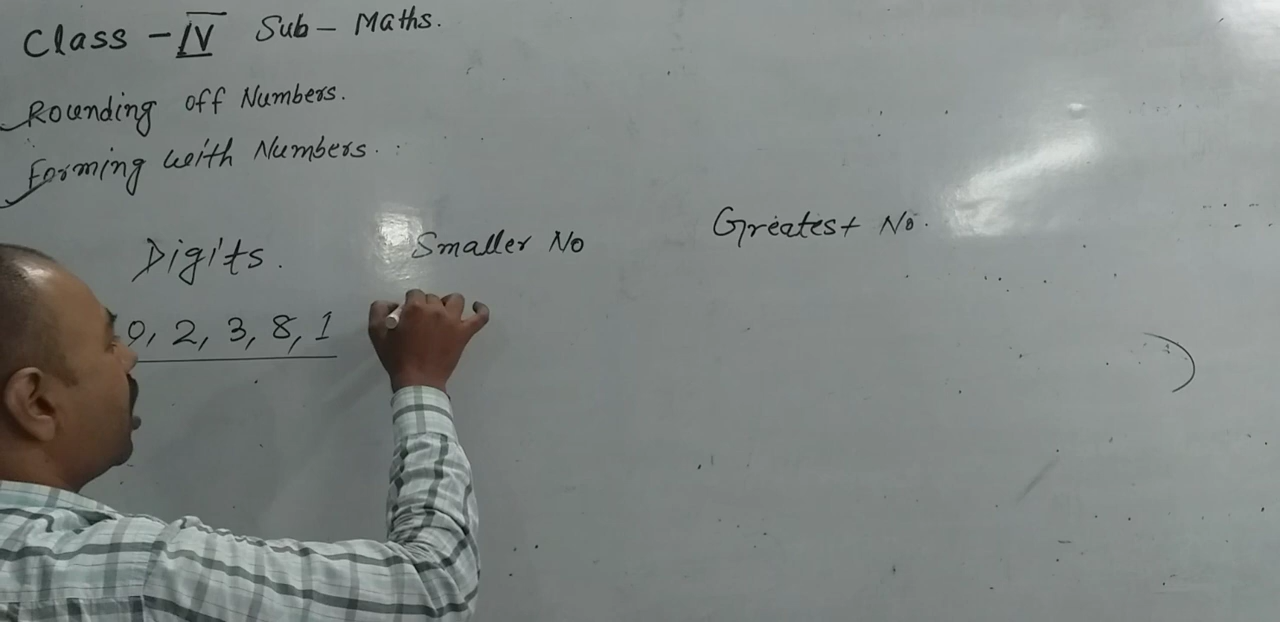 Class - IV Sub - Maths.
Rounding off Numbers.
Forming with Numbers.
Digits. Smaller No Greatest No.
0, 2, 3, 8, 1